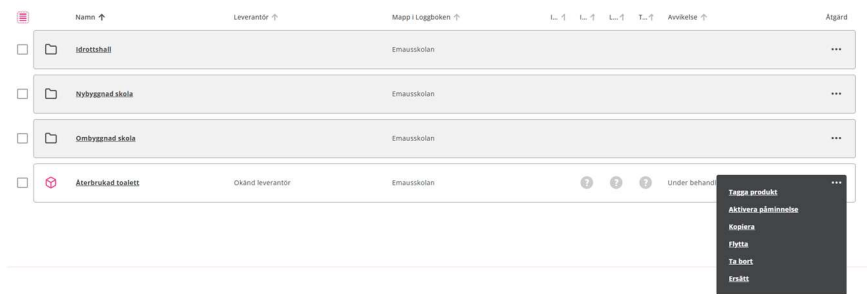 Namn ↑ Leverantör ↑ Mapp i Loggboken ↑ I... ↑ I... ↑ L... ↑ T... ↑ Avvikelse ↑ Åtgärd
Idrottshall Emausskolan ...
Nybyggnad skola Emausskolan ...
Ombyggnad skola Emausskolan ...
Återbrukad toalett Okänd leverantör Emausskolan ? ? ? Under behandl ...
Tagga produkt
Aktivera påminnelse
Kopiera
Flytta
Ta bort
Ersätt